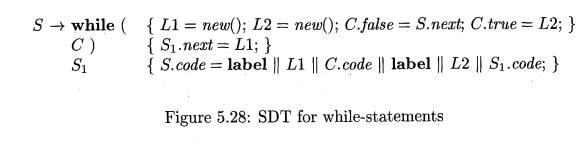 S → while ( { L1 = new(); L2 = new(); C.false = S.next; C.true = L2; }
C ) { S₁.next = L1; }
S₁ { S.code = label || L1 || C.code || label || L2 || S₁.code; }
Figure 5.28: SDT for while-statements